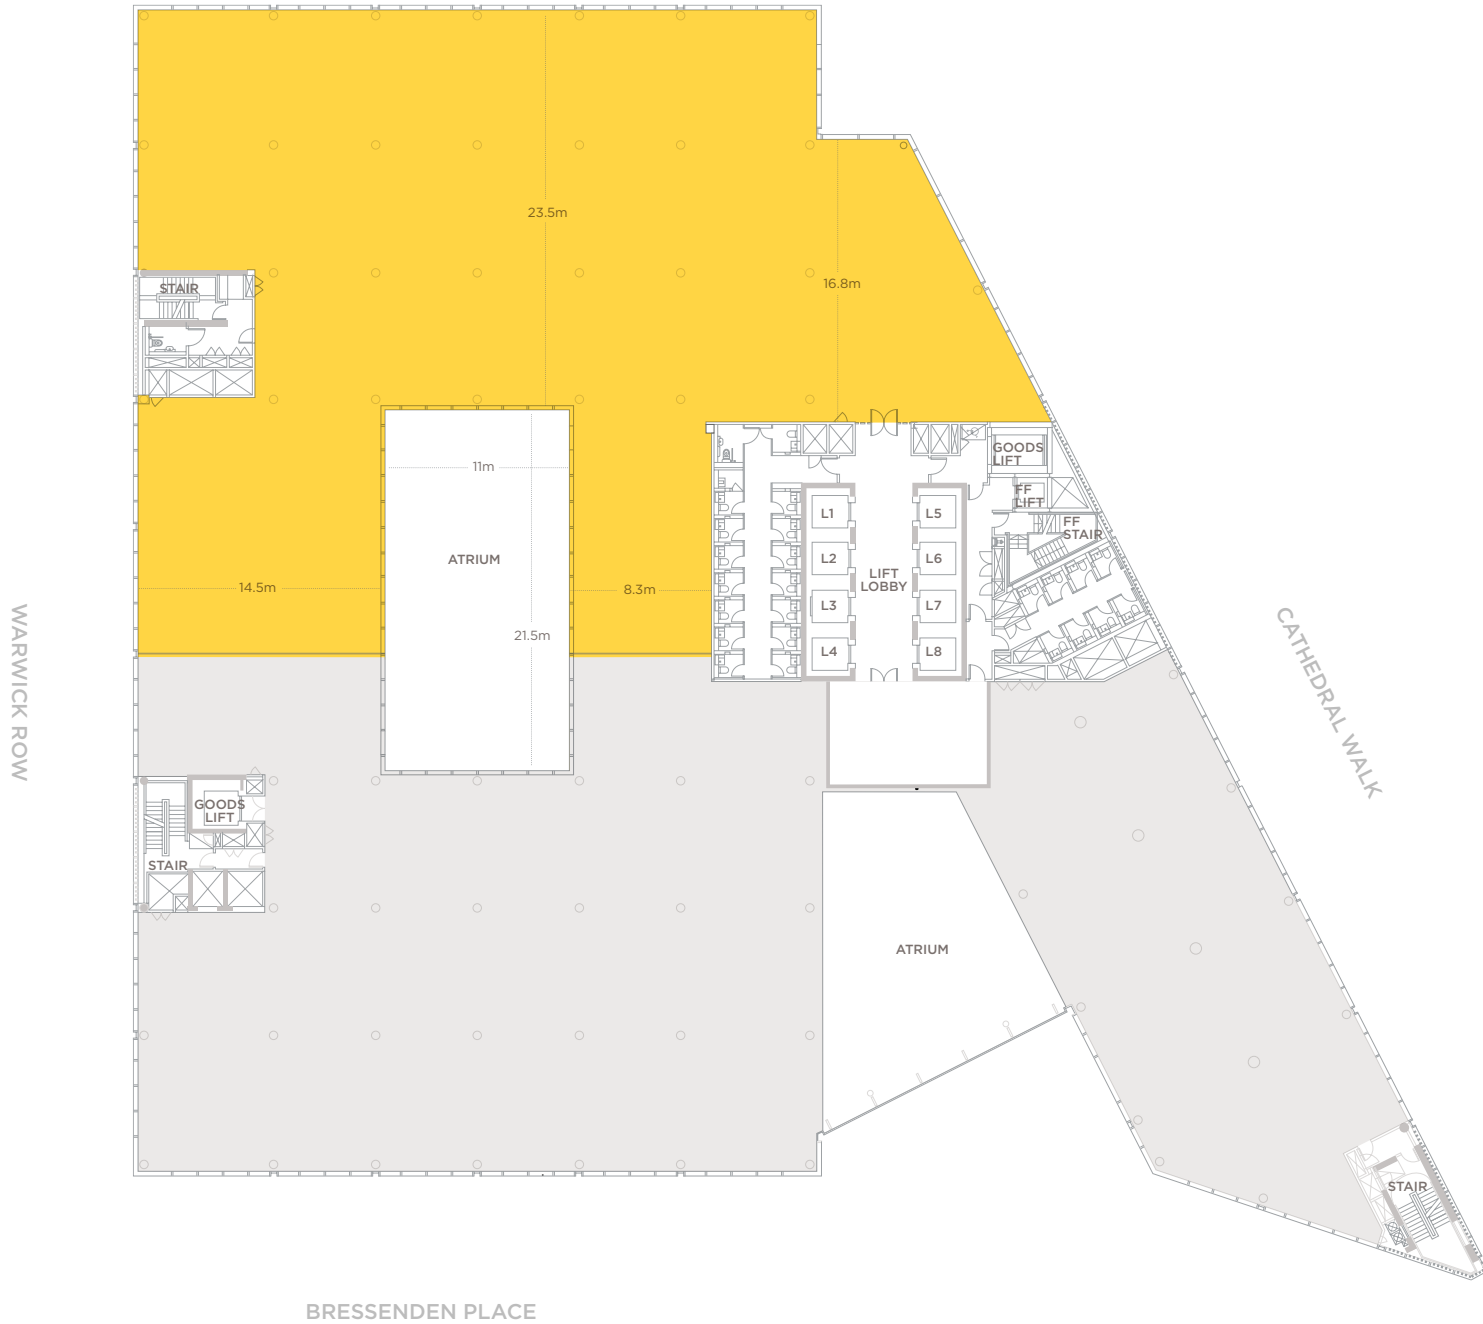 23.5m
16.8m
STAIR
GOODS
LIFT
11m
FF
LIFT
L1
L5
FF
STAIR
ATRIUM
L2
L6
LIFT
LOBBY
14.5m
8.3m
L3
L7
21.5m
L4
L8
WARWICK ROW
CATHEDRAL WALK
GOODS
LIFT
STAIR
ATRIUM
STAIR
BRESSENDEN PLACE